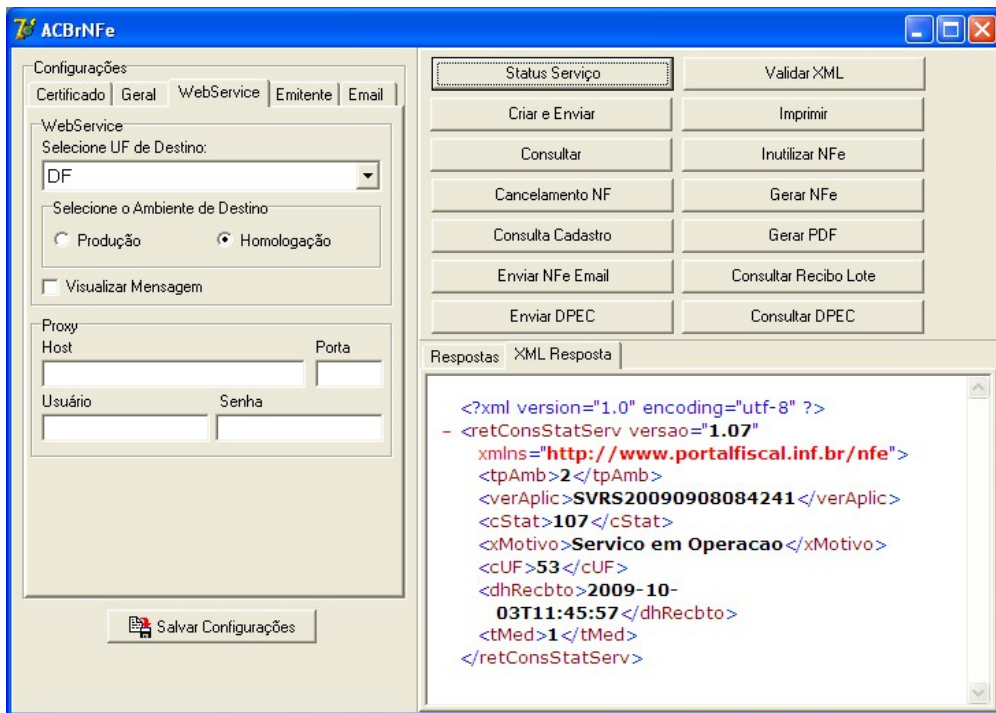 ACBrNFe
Configurações
Certificado
Geral
WebService
Emitente
Email
WebService
Selecione UF de Destino:
DF
Selecione o Ambiente de Destino
Produção
Homologação
Visualizar Mensagem
Proxy
Host
Porta
Usuário
Senha
Salvar Configurações
Status Serviço
Validar XML
Criar e Enviar
Imprimir
Consultar
Inutilizar NFe
Cancelamento NF
Gerar NFe
Consulta Cadastro
Gerar PDF
Enviar NFe Email
Consultar Recibo Lote
Enviar DPEC
Consultar DPEC
Respostas
XML Resposta
<?xml version="1.0" encoding="utf-8" ?>
- <retConsStatServ versao="1.07"
xmlns="http://www.portalfiscal.inf.br/nfe">
<tpAmb>2</tpAmb>
<verAplic>SVRS20090908084241</verAplic>
<cStat>107</cStat>
<xMotivo>Servico em Operacao</xMotivo>
<cUF>53</cUF>
<dhRecbto>2009-10-
03T11:45:57</dhRecbto>
<tMed>1</tMed>
</retConsStatServ>